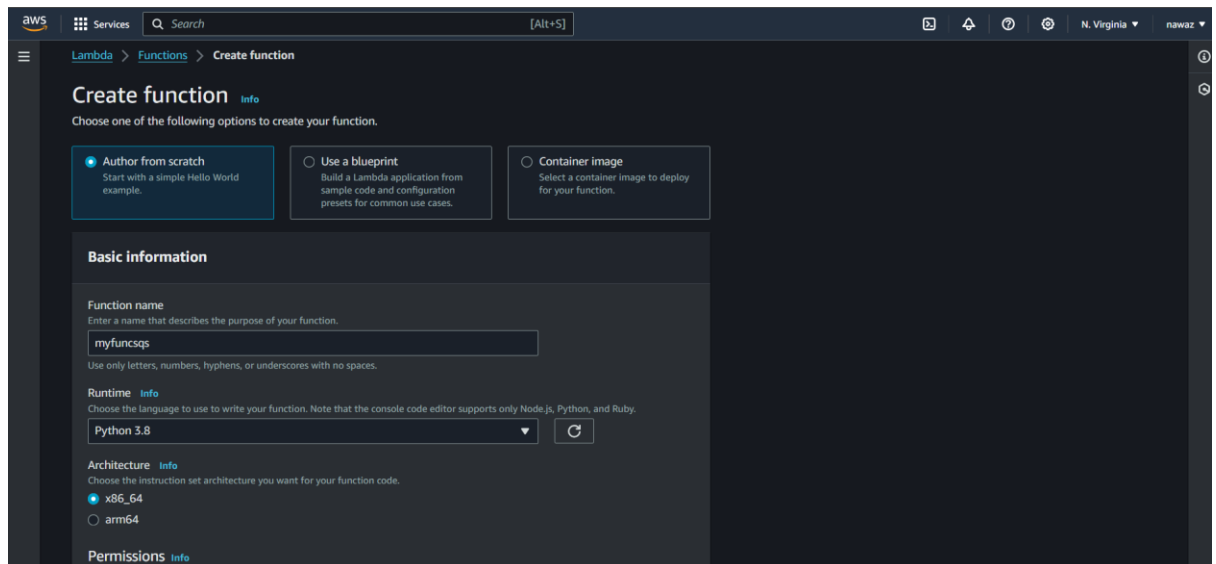 aws Services Search [Alt+S] N. Virginia nawaz
Lambda > Functions > Create function
Create function Info
Choose one of the following options to create your function.
Author from scratch
Start with a simple Hello World
example.
Use a blueprint
Build a Lambda application from
sample code and configuration
presets for common use cases.
Container image
Select a container image to deploy
for your function.
Basic information
Function name
Enter a name that describes the purpose of your function.
myfuncsqs
Use only letters, numbers, hyphens, or underscores with no spaces.
Runtime Info
Choose the language to use to write your function. Note that the console code editor supports only Node.js, Python, and Ruby.
Python 3.8
Architecture Info
Choose the instruction set architecture you want for your function code.
x86_64
arm64
Permissions Info